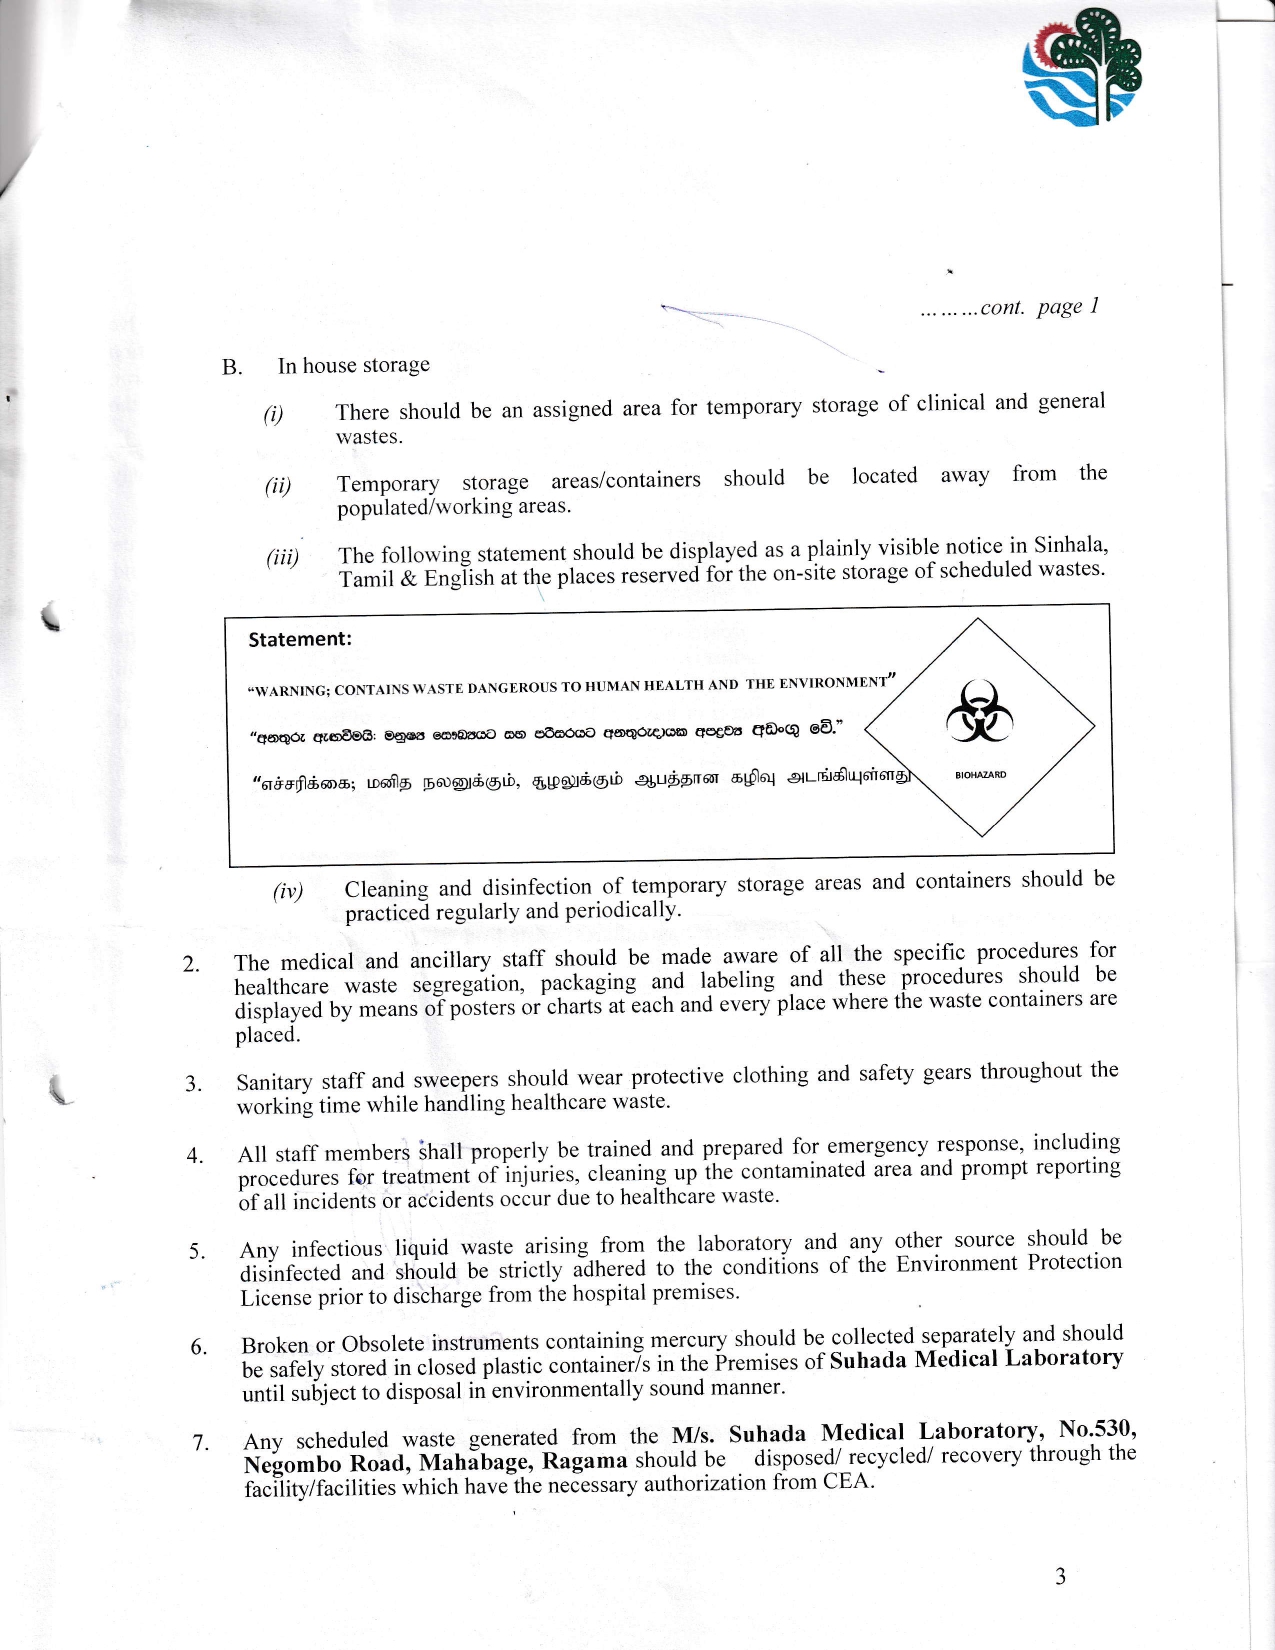 ... ... ...cont. page 1
B. In house storage
(i) There should be an assigned area for temporary storage of clinical and general
wastes.
(ii) Temporary storage areas/containers should be located away from the
populated/working areas.
(iii) The following statement should be displayed as a plainly visible notice in Sinhala,
Tamil & English at the places reserved for the on-site storage of scheduled wastes.
Statement:
"WARNING; CONTAINS WASTE DANGEROUS TO HUMAN HEALTH AND THE ENVIRONMENT"
"අනතුරු ඇඟවීමයි: මනුෂ්‍ය සෞඛ්‍යයට සහ පරිසරයට අනතුරුදායක අපද්‍රව්‍ය අඩංගු වේ."
"எச்சரிக்கை; மனித நலனுக்கும், சூழலுக்கும் ஆபத்தான கழிவு அடங்கியுள்ளது
BIOHAZARD
(iv) Cleaning and disinfection of temporary storage areas and containers should be
practiced regularly and periodically.
2. The medical and ancillary staff should be made aware of all the specific procedures for
healthcare waste segregation, packaging and labeling and these procedures should be
displayed by means of posters or charts at each and every place where the waste containers are
placed.
3. Sanitary staff and sweepers should wear protective clothing and safety gears throughout the
working time while handling healthcare waste.
4. All staff members shall properly be trained and prepared for emergency response, including
procedures for treatment of injuries, cleaning up the contaminated area and prompt reporting
of all incidents or accidents occur due to healthcare waste.
5. Any infectious liquid waste arising from the laboratory and any other source should be
disinfected and should be strictly adhered to the conditions of the Environment Protection
License prior to discharge from the hospital premises.
6. Broken or Obsolete instruments containing mercury should be collected separately and should
be safely stored in closed plastic container/s in the Premises of Suhada Medical Laboratory
until subject to disposal in environmentally sound manner.
7. Any scheduled waste generated from the M/s. Suhada Medical Laboratory, No.530,
Negombo Road, Mahabage, Ragama should be disposed/ recycled/ recovery through the
facility/facilities which have the necessary authorization from CEA.
3